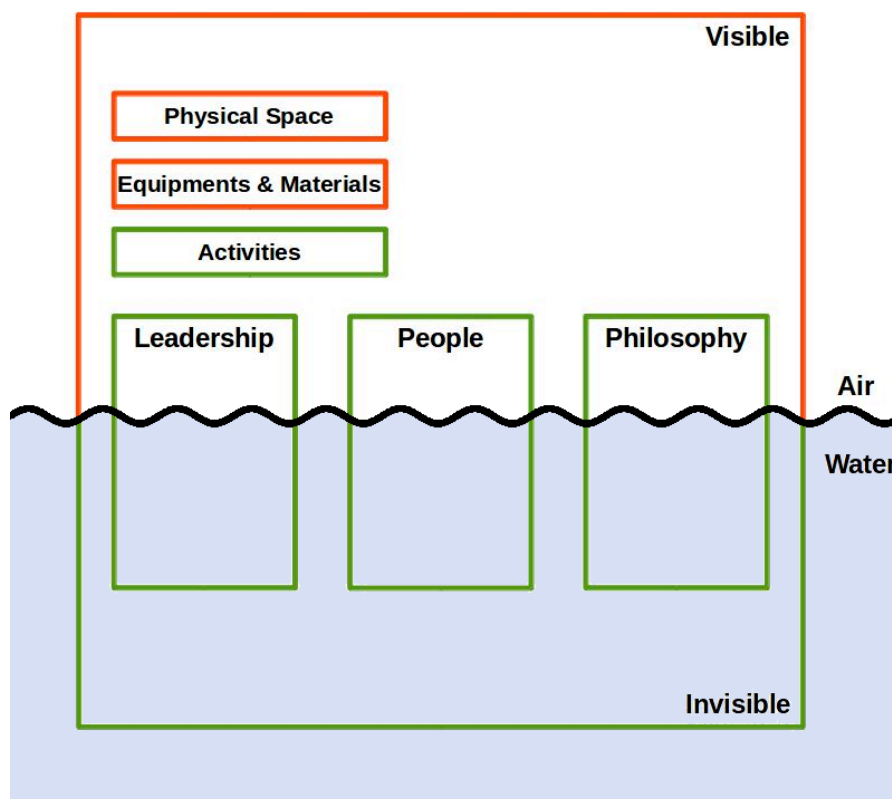 Visible
Physical Space
Equipments & Materials
Activities
Leadership People Philosophy
Air
Water
Invisible